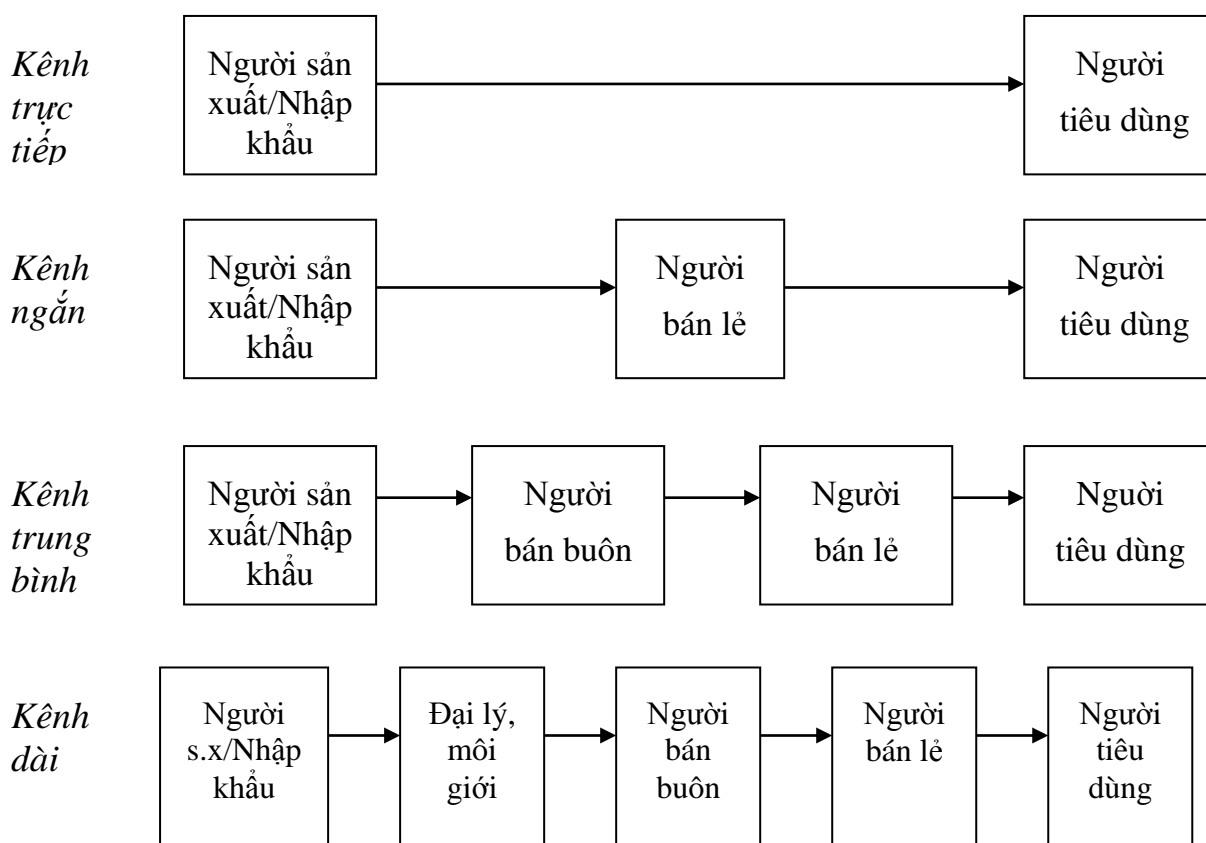 Kênh
trực
tiếp
Người sản
xuất/Nhập
khẩu
Người
tiêu dùng
Kênh
ngắn
Người sản
xuất/Nhập
khẩu
Người
bán lẻ
Người
tiêu dùng
Kênh
trung
bình
Người sản
xuất/Nhập
khẩu
Người
bán buôn
Người
bán lẻ
Nguời
tiêu dùng
Kênh
dài
Người
s.x/Nhập
khẩu
Đại lý,
môi
giới
Người
bán
buôn
Người
bán lẻ
Người
tiêu
dùng